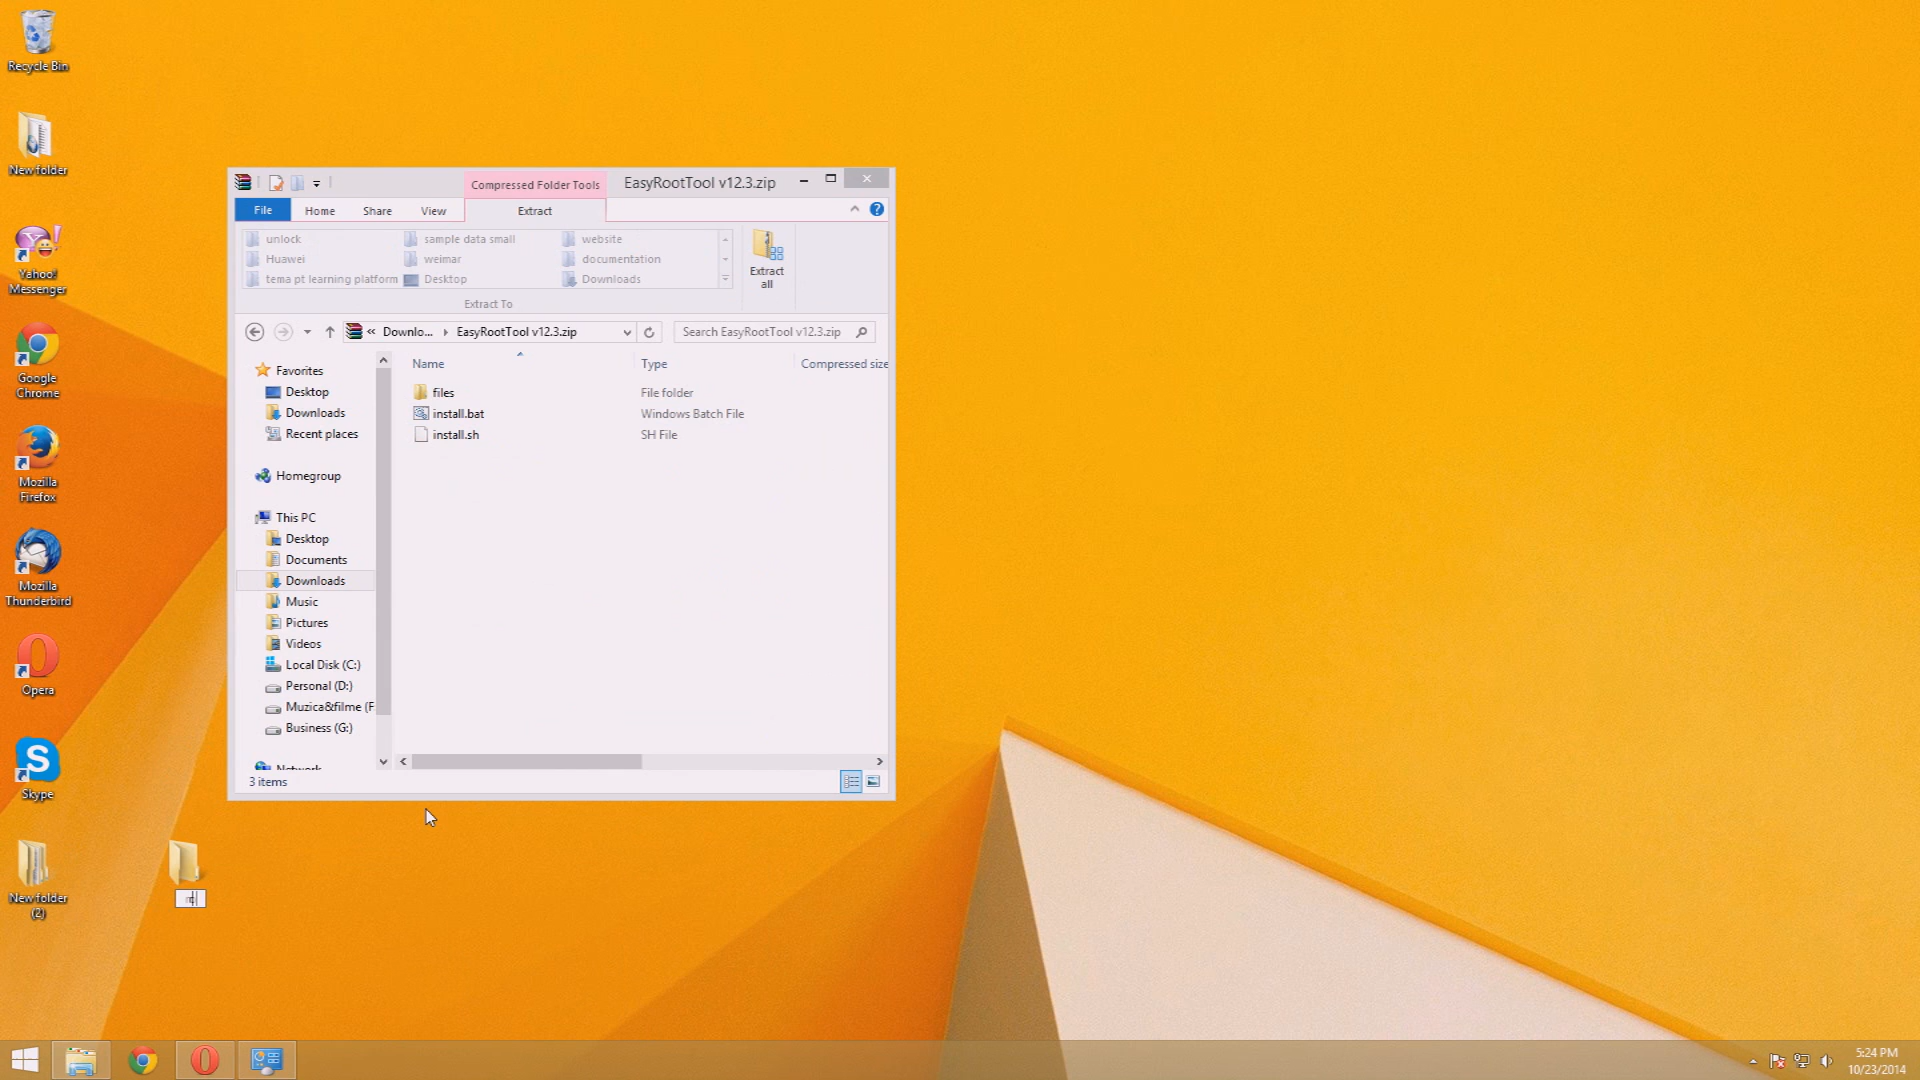 Recycle Bin
New folder
Yahoo!
Messenger
Google
Chrome
Mozilla
Firefox
Mozilla
Thunderbird
Opera
Skype
New folder
(2)
Compressed Folder Tools
EasyRootTool v12.3.zip
File
Home
Share
View
Extract
unlock
sample data small
website
Huawei
weimar
documentation
tema pt learning platform
Desktop
Downloads
Extract
all
Extract To
« Downlo...
EasyRootTool v12.3.zip
Search EasyRootTool v12.3.zip
Favorites
Desktop
Downloads
Recent places
Homegroup
This PC
Desktop
Documents
Downloads
Music
Pictures
Videos
Local Disk (C:)
Personal (D:)
Muzica&filme (F
Business (G:)
Network
Name
Type
Compressed size
files
File folder
install.bat
Windows Batch File
install.sh
SH File
3 items
5:24 PM
10/23/2014